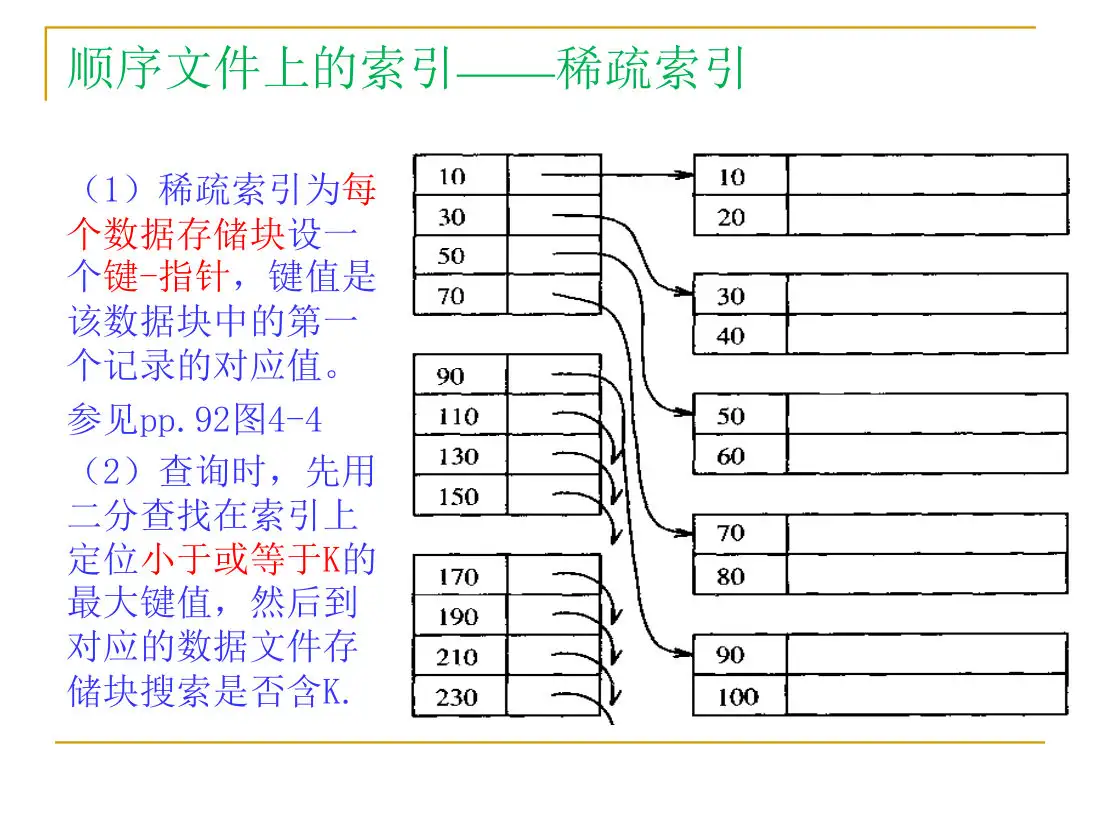 顺序文件上的索引——稀疏索引
（1）稀疏索引为每
个数据存储块设一
个键-指针，键值是
该数据块中的第一
个记录的对应值。
参见pp.92图4-4
（2）查询时，先用
二分查找在索引上
定位小于或等于K的
最大键值，然后到
对应的数据文件存
储块搜索是否含K.
10
30
50
70
90
110
130
150
170
190
210
230
10
20
30
40
50
60
70
80
90
100